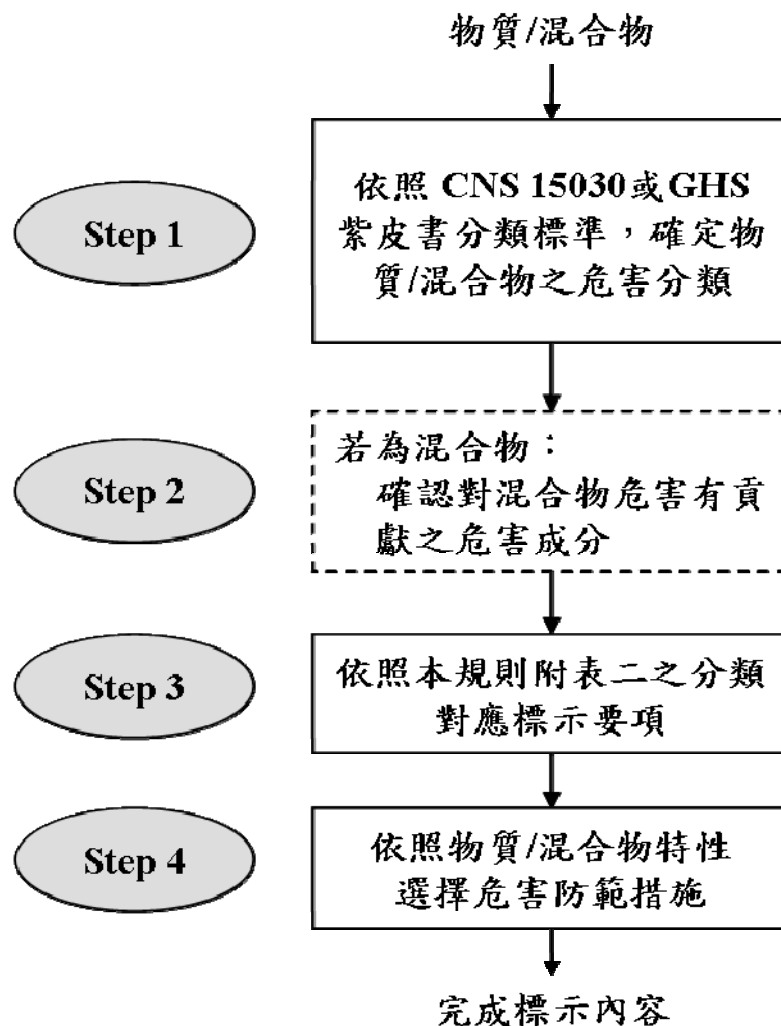 物質/混合物
Step 1
依照 CNS 15030或GHS
紫皮書分類標準，確定物
質/混合物之危害分類
Step 2
若為混合物：
確認對混合物危害有貢
獻之危害成分
Step 3
依照本規則附表二之分類
對應標示要項
Step 4
依照物質/混合物特性
選擇危害防範措施
完成標示內容